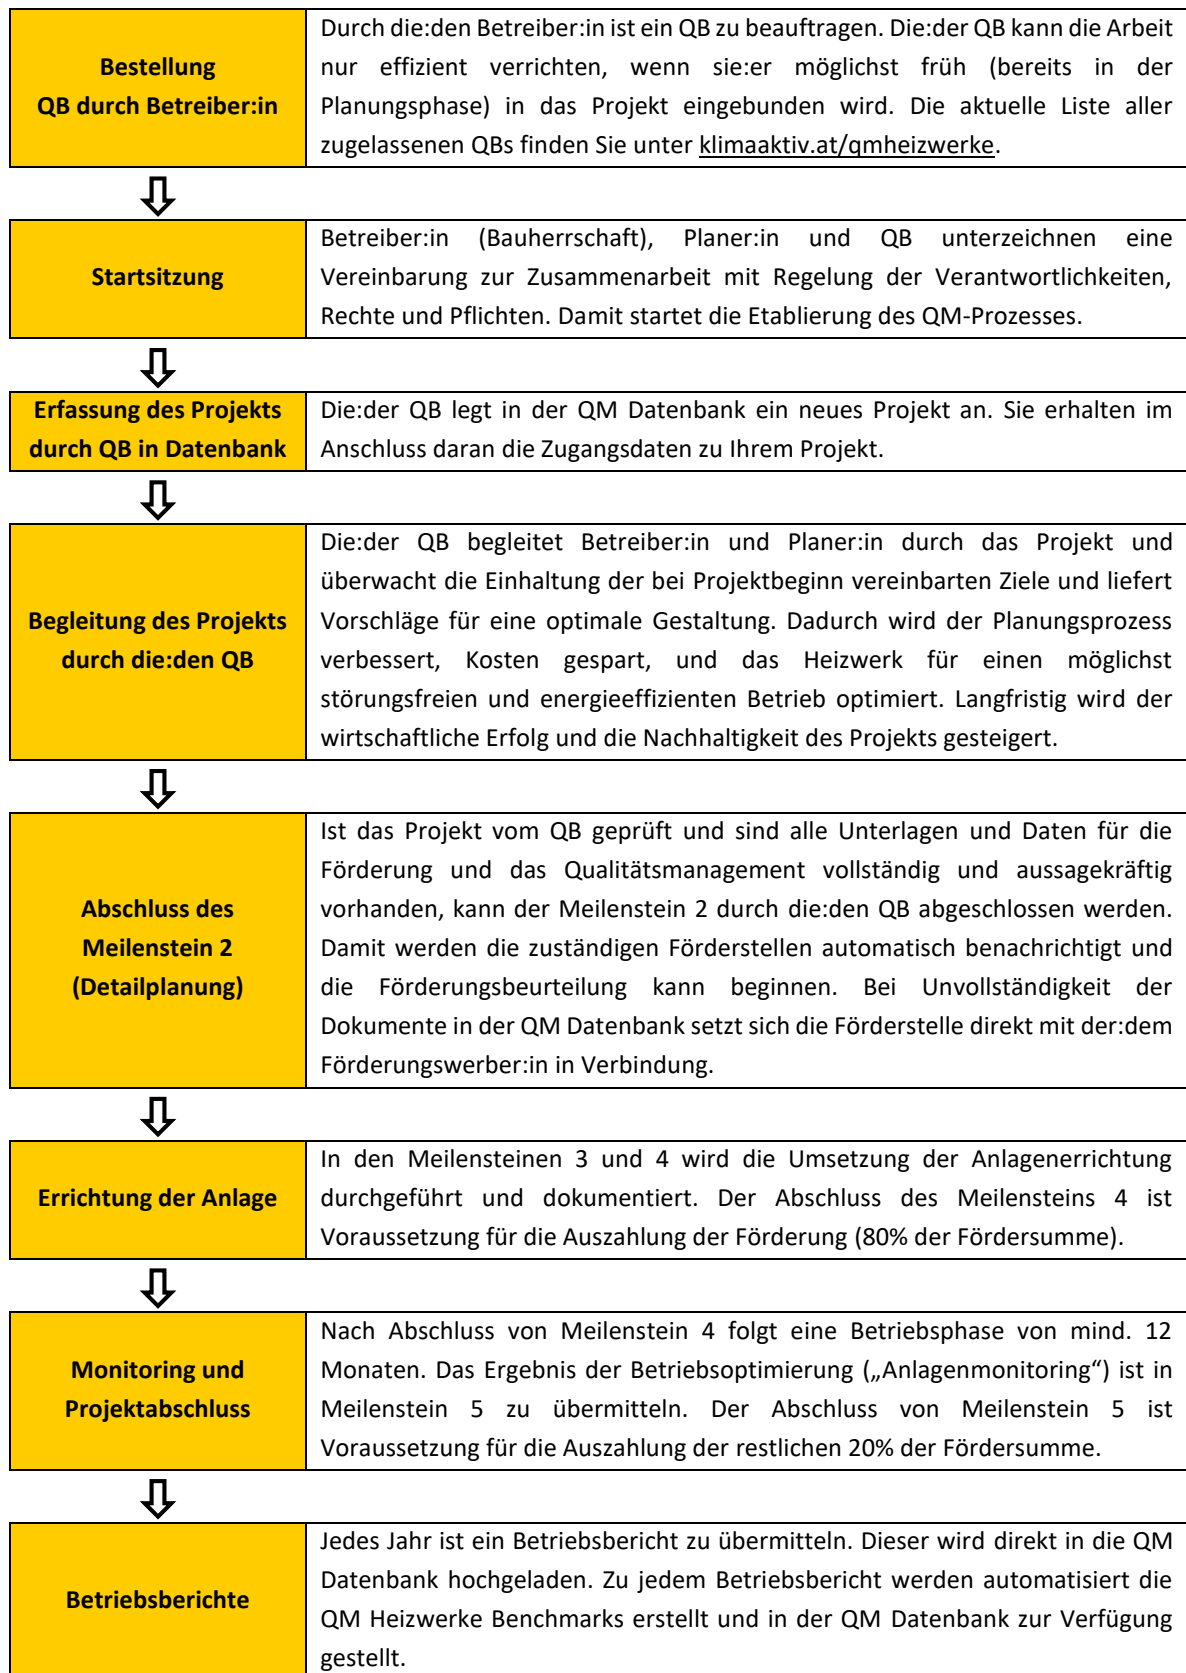 Bestellung
QB durch Betreiber:in
Durch die:den Betreiber:in ist ein QB zu beauftragen. Die:der QB kann die Arbeit
nur effizient verrichten, wenn sie:er möglichst früh (bereits in der
Planungsphase) in das Projekt eingebunden wird. Die aktuelle Liste aller
zugelassenen QBs finden Sie unter klimaaktiv.at/qmheizwerke.
Startsitzung
Betreiber:in (Bauherrschaft), Planer:in und QB unterzeichnen eine
Vereinbarung zur Zusammenarbeit mit Regelung der Verantwortlichkeiten,
Rechte und Pflichten. Damit startet die Etablierung des QM-Prozesses.
Erfassung des Projekts
durch QB in Datenbank
Die:der QB legt in der QM Datenbank ein neues Projekt an. Sie erhalten im
Anschluss daran die Zugangsdaten zu Ihrem Projekt.
Begleitung des Projekts
durch die:den QB
Die:der QB begleitet Betreiber:in und Planer:in durch das Projekt und
überwacht die Einhaltung der bei Projektbeginn vereinbarten Ziele und liefert
Vorschläge für eine optimale Gestaltung. Dadurch wird der Planungsprozess
verbessert, Kosten gespart, und das Heizwerk für einen möglichst
störungsfreien und energieeffizienten Betrieb optimiert. Langfristig wird der
wirtschaftliche Erfolg und die Nachhaltigkeit des Projekts gesteigert.
Abschluss des
Meilenstein 2
(Detailplanung)
Ist das Projekt vom QB geprüft und sind alle Unterlagen und Daten für die
Förderung und das Qualitätsmanagement vollständig und aussagekräftig
vorhanden, kann der Meilenstein 2 durch die:den QB abgeschlossen werden.
Damit werden die zuständigen Förderstellen automatisch benachrichtigt und
die Förderungsbeurteilung kann beginnen. Bei Unvollständigkeit der
Dokumente in der QM Datenbank setzt sich die Förderstelle direkt mit der:dem
Förderungswerber:in in Verbindung.
Errichtung der Anlage
In den Meilensteinen 3 und 4 wird die Umsetzung der Anlagenerrichtung
durchgeführt und dokumentiert. Der Abschluss des Meilensteins 4 ist
Voraussetzung für die Auszahlung der Förderung (80% der Fördersumme).
Monitoring und
Projektabschluss
Nach Abschluss von Meilenstein 4 folgt eine Betriebsphase von mind. 12
Monaten. Das Ergebnis der Betriebsoptimierung („Anlagenmonitoring“) ist in
Meilenstein 5 zu übermitteln. Der Abschluss von Meilenstein 5 ist
Voraussetzung für die Auszahlung der restlichen 20% der Fördersumme.
Betriebsberichte
Jedes Jahr ist ein Betriebsbericht zu übermitteln. Dieser wird direkt in die QM
Datenbank hochgeladen. Zu jedem Betriebsbericht werden automatisiert die
QM Heizwerke Benchmarks erstellt und in der QM Datenbank zur Verfügung
gestellt.